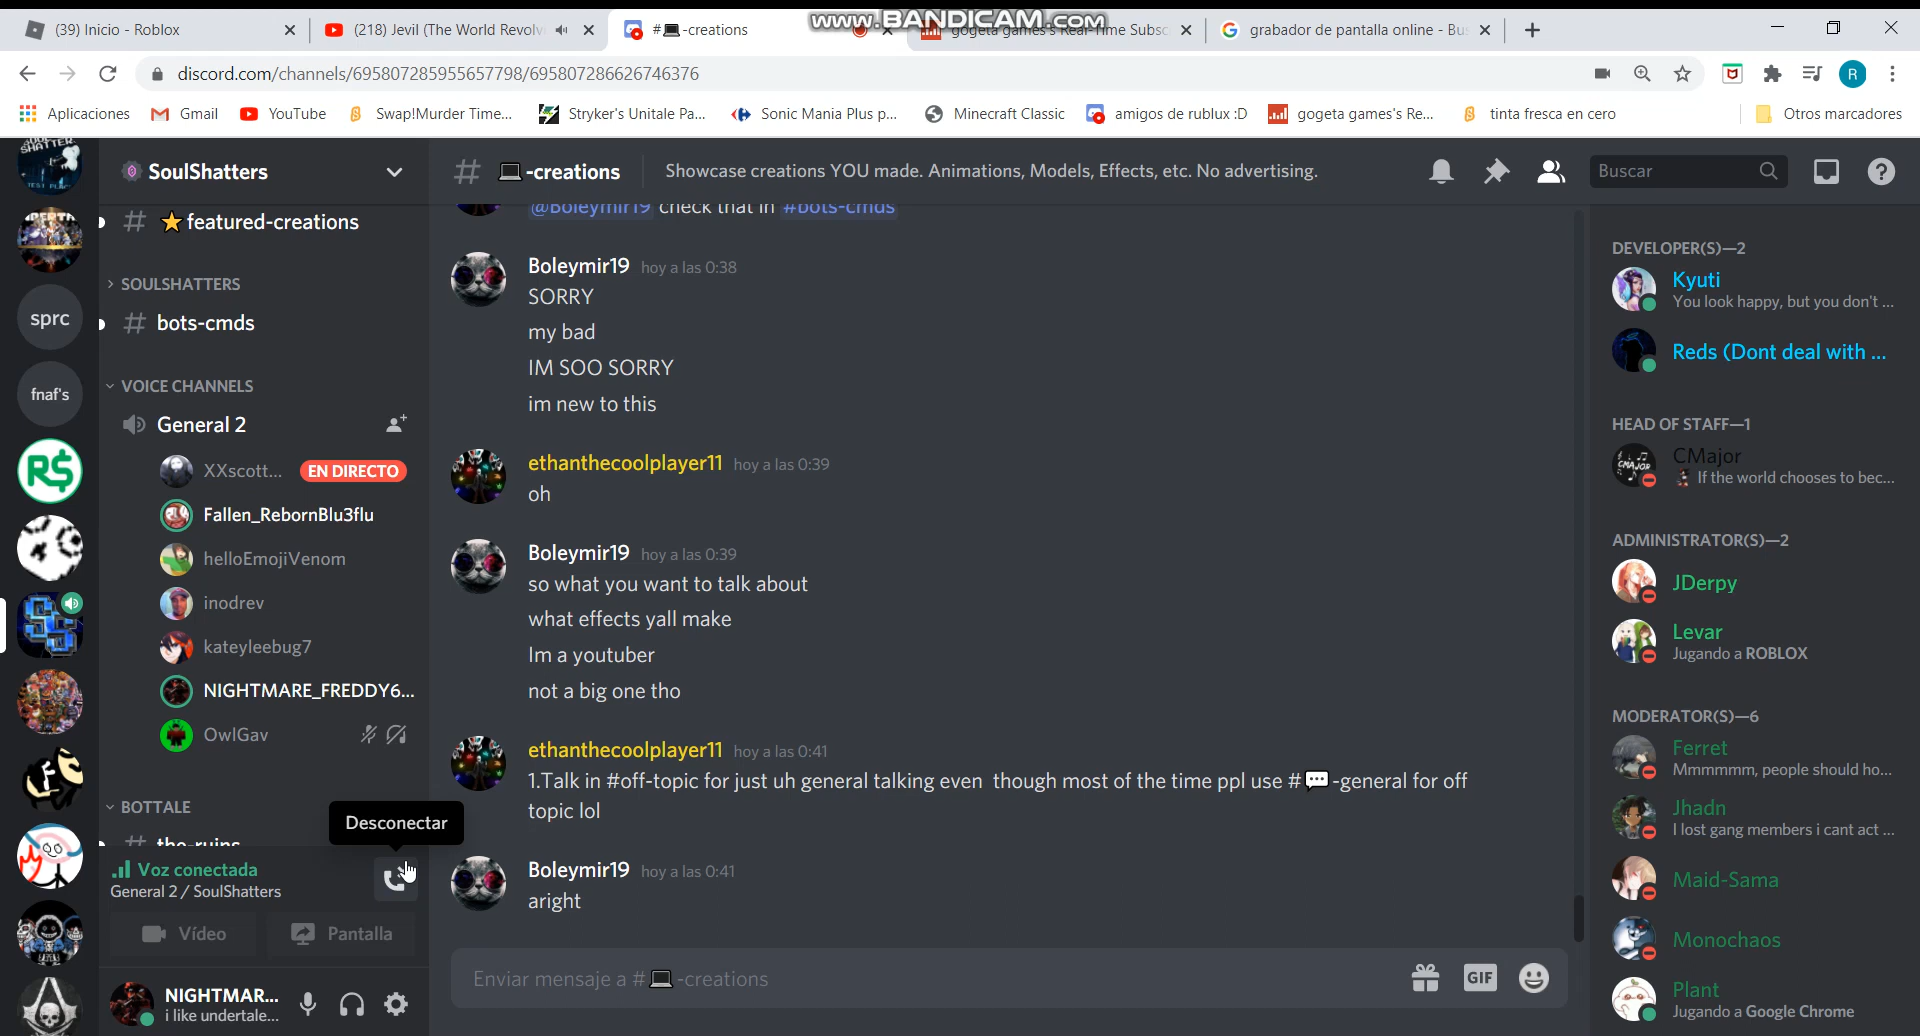 www.BANDICAM.COM
(39) Inicio - Roblox
(218) Jevil (The World Revolv
#💻-creations
gogeta games's Real-Time Subsc
grabador de pantalla online - Bus
discord.com/channels/695807285955657798/695807286626746376
R
Aplicaciones
Gmail
YouTube
Swap!Murder Time...
Stryker's Unitale Pa...
Sonic Mania Plus p...
Minecraft Classic
amigos de rublux :D
gogeta games's Re...
tinta fresca en cero
Otros marcadores
sprc
fnaf's
R$
SoulShatters
# ⭐featured-creations
SOULSHATTERS
# bots-cmds
VOICE CHANNELS
General 2
XXscott... EN DIRECTO
Fallen_RebornBlu3flu
helloEmojiVenom
inodrev
kateyleebug7
NIGHTMARE_FREDDY6...
OwlGav
BOTTALE
# the-ruins
Desconectar
Voz conectada
General 2 / SoulShatters
Vídeo
Pantalla
NIGHTMAR...
i like undertale...
# 💻-creations
Showcase creations YOU made. Animations, Models, Effects, etc. No advertising.
Buscar
@Boleymir19 check that in #bots-cmds
Boleymir19 hoy a las 0:38
SORRY
my bad
IM SOO SORRY
im new to this
ethanthecoolplayer11 hoy a las 0:39
oh
Boleymir19 hoy a las 0:39
so what you want to talk about
what effects yall make
Im a youtuber
not a big one tho
ethanthecoolplayer11 hoy a las 0:41
1.Talk in #off-topic for just uh general talking even though most of the time ppl use #💬-general for off
topic lol
Boleymir19 hoy a las 0:41
aright
Enviar mensaje a #💻-creations
GIF
DEVELOPER(S)—2
Kyuti
You look happy, but you don't ...
Reds (Dont deal with ...
HEAD OF STAFF—1
CMajor
If the world chooses to bec...
ADMINISTRATOR(S)—2
JDerpy
Levar
Jugando a ROBLOX
MODERATOR(S)—6
Ferret
Mmmmmm, people should ho...
Jhadn
I lost gang members i cant act ...
Maid-Sama
Monochaos
Plant
Jugando a Google Chrome